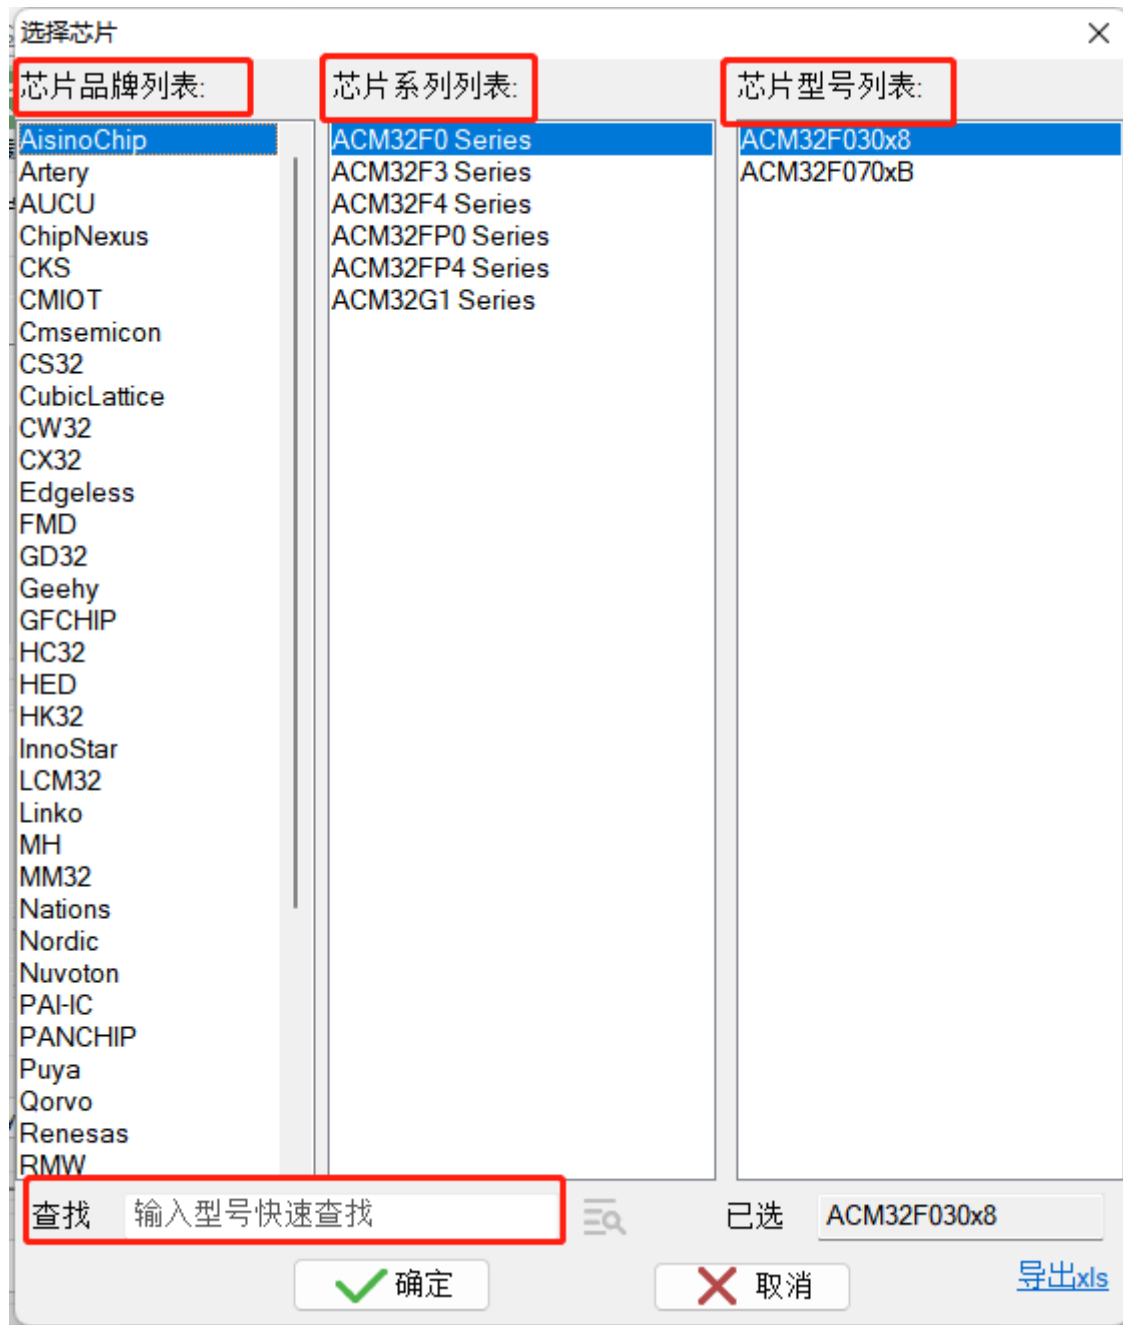 选择芯片
芯片品牌列表:
AisinoChip
Artery
AUCU
ChipNexus
CKS
CMIOT
Cmsemicon
CS32
CubicLattice
CW32
CX32
Edgeless
FMD
GD32
Geehy
GFCHIP
HC32
HED
HK32
InnoStar
LCM32
Linko
MH
MM32
Nations
Nordic
Nuvoton
PAI-IC
PANCHIP
Puya
Qorvo
Renesas
RMW
芯片系列列表:
ACM32F0 Series
ACM32F3 Series
ACM32F4 Series
ACM32FP0 Series
ACM32FP4 Series
ACM32G1 Series
芯片型号列表:
ACM32F030x8
ACM32F070xB
查找 输入型号快速查找
已选 ACM32F030x8
确定
取消
导出xls